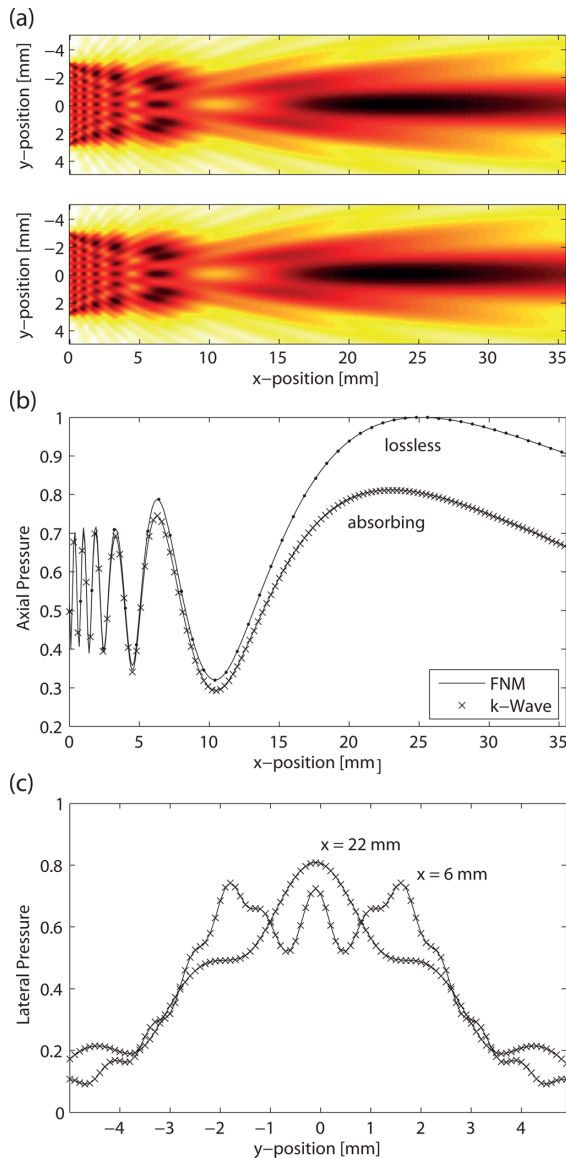 (a)
y−position [mm]
−4
−2
0
2
4
y−position [mm]
−4
−2
0
2
4
0 5 10 15 20 25 30 35
x−position [mm]
(b)
Axial Pressure
1
0.9
0.8
0.7
0.6
0.5
0.4
0.3
0.2
lossless
absorbing
FNM
k−Wave
0 5 10 15 20 25 30 35
x−position [mm]
(c)
Lateral Pressure
1
0.8
0.6
0.4
0.2
0
x = 22 mm
x = 6 mm
−4 −3 −2 −1 0 1 2 3 4
y−position [mm]